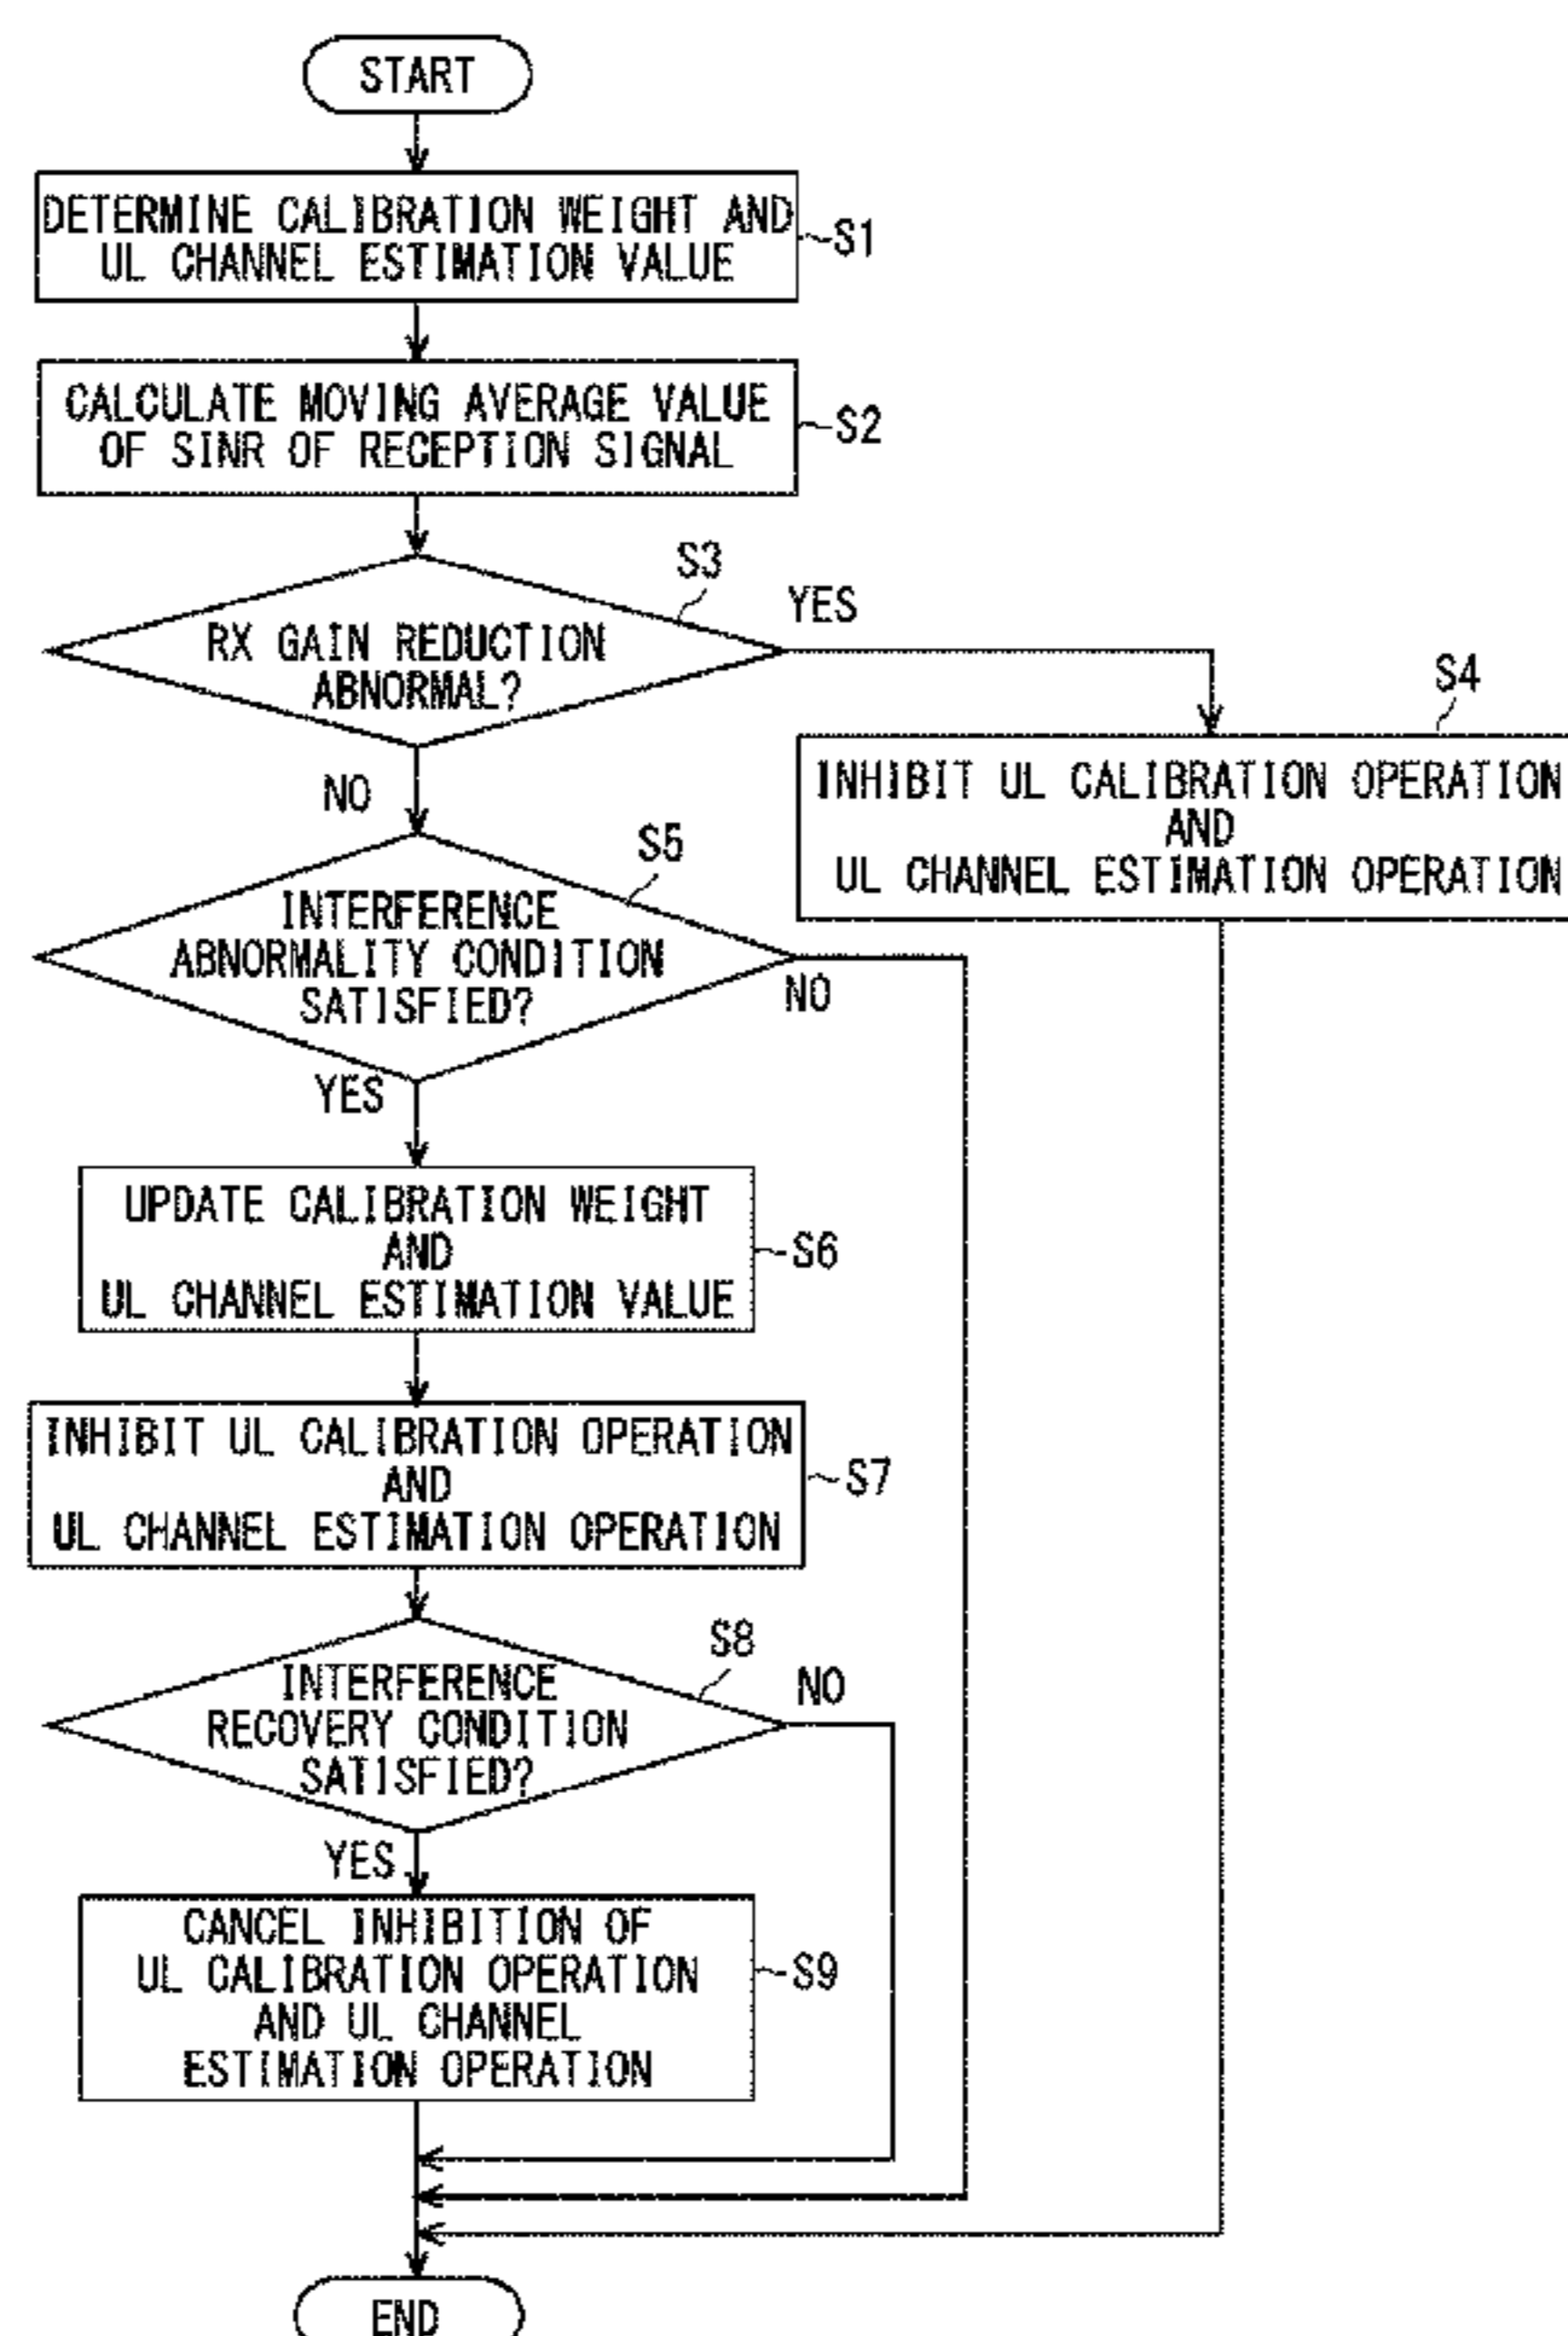 START
DETERMINE CALIBRATION WEIGHT AND
UL CHANNEL ESTIMATION VALUE
S1
CALCULATE MOVING AVERAGE VALUE
OF SINR OF RECEPTION SIGNAL
S2
S3
RX GAIN REDUCTION
ABNORMAL?
YES
NO
S4
INHIBIT UL CALIBRATION OPERATION
AND
UL CHANNEL ESTIMATION OPERATION
S5
INTERFERENCE
ABNORMALITY CONDITION
SATISFIED?
NO
YES
UPDATE CALIBRATION WEIGHT
AND
UL CHANNEL ESTIMATION VALUE
S6
INHIBIT UL CALIBRATION OPERATION
AND
UL CHANNEL ESTIMATION OPERATION
S7
S8
INTERFERENCE
RECOVERY CONDITION
SATISFIED?
NO
YES
CANCEL INHIBITION OF
UL CALIBRATION OPERATION
AND UL CHANNEL
ESTIMATION OPERATION
S9
END